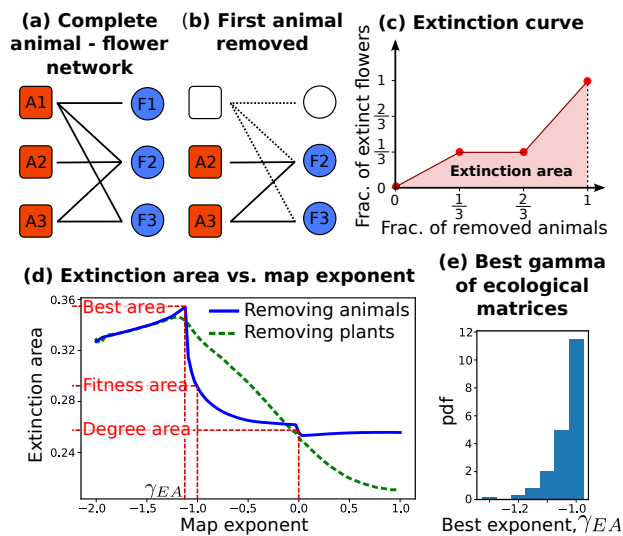 (a) Complete
animal - flower
network
A1
F1
A2
F2
A3
F3
(b) First animal
removed
A2
F2
A3
F3
(c) Extinction curve
Frac. of extinct flowers
1
2/3
1/3
0
Extinction area
0
1/3
2/3
1
Frac. of removed animals
(d) Extinction area vs. map exponent
Extinction area
0.36
0.32
0.28
0.24
Best area
Fitness area
Degree area
Removing animals
Removing plants
γEA
−2.0
−1.5
−1.0
−0.5
0.0
0.5
1.0
Map exponent
(e) Best gamma
of ecological
matrices
pdf
12
10
8
6
4
2
0
−1.2
−1.0
Best exponent,γEA